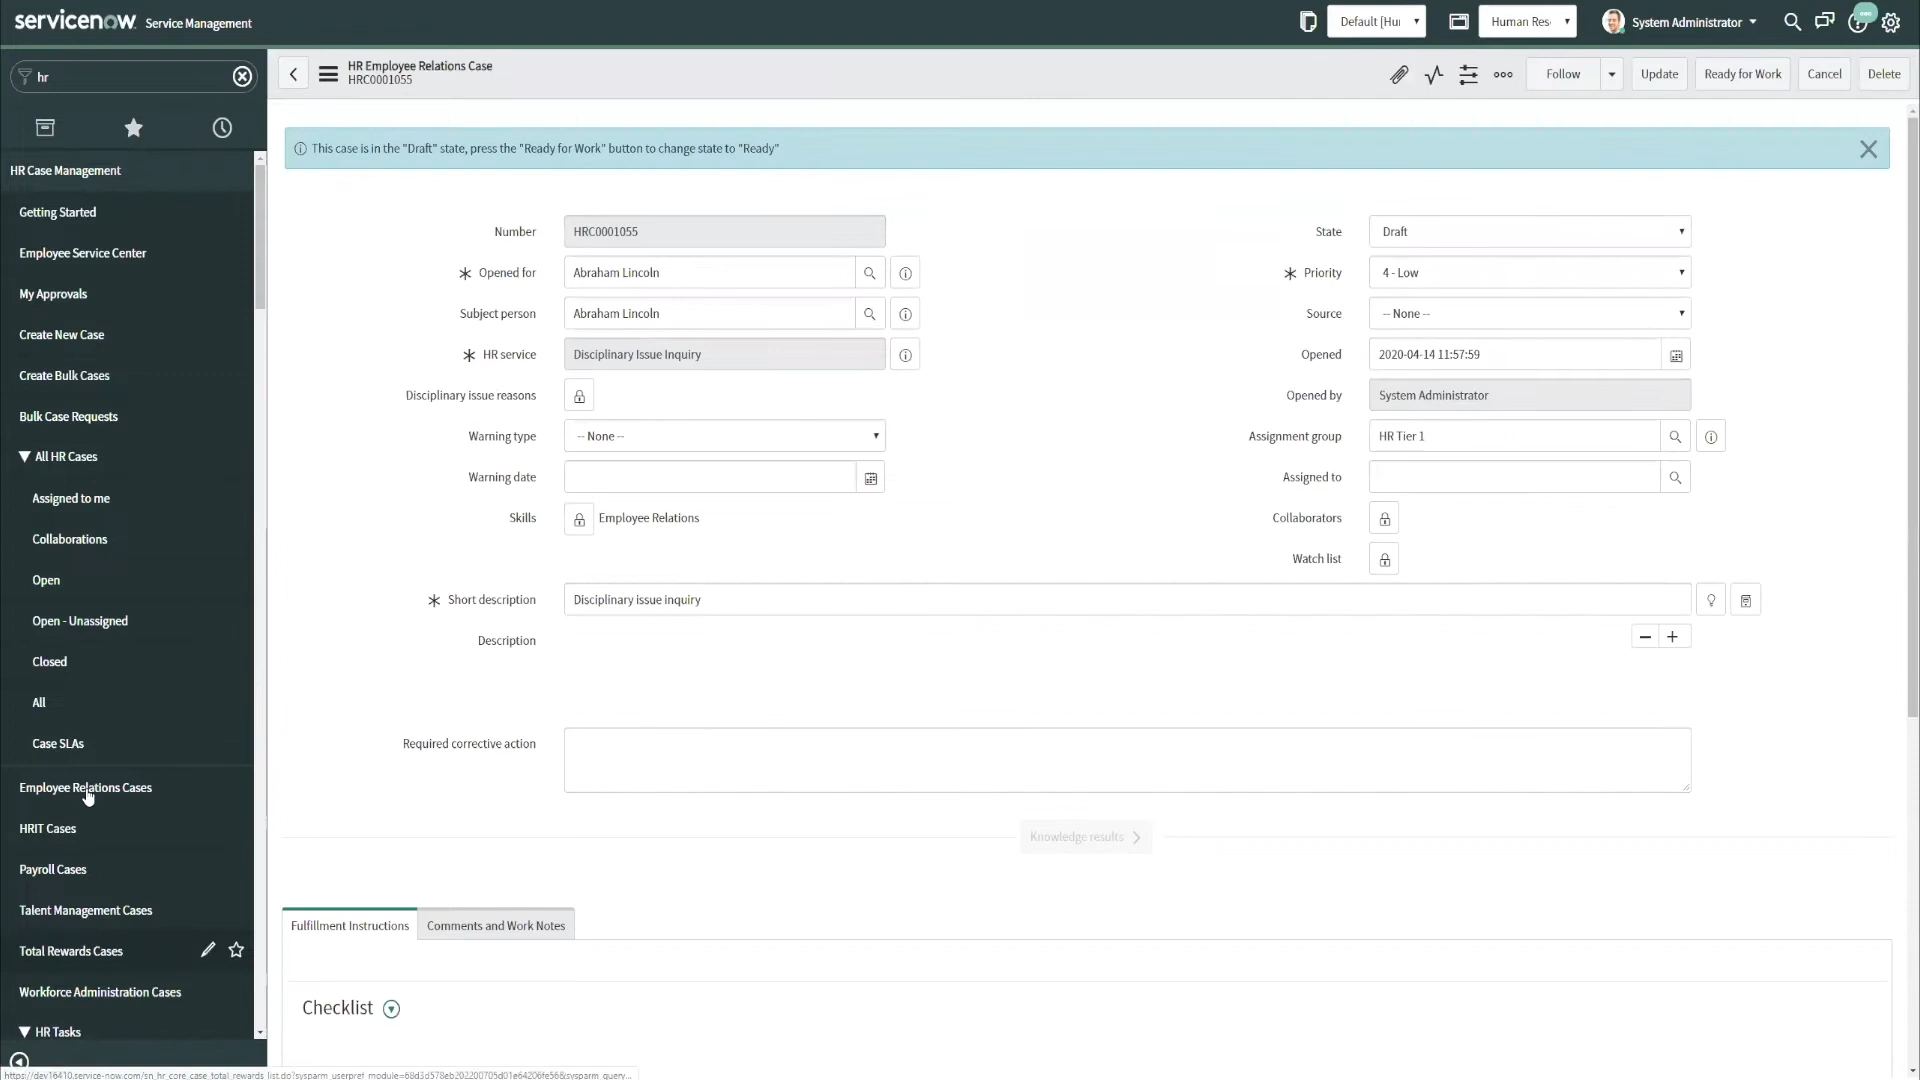 servicenow Service Management
Default [Hu
Human Res
System Administrator
hr
HR Employee Relations Case
HRC0001055
Follow
Update
Ready for Work
Cancel
Delete
This case is in the "Draft" state, press the "Ready for Work" button to change state to "Ready"
HR Case Management
Getting Started
Employee Service Center
My Approvals
Create New Case
Create Bulk Cases
Bulk Case Requests
All HR Cases
Assigned to me
Collaborations
Open
Open - Unassigned
Closed
All
Case SLAs
Employee Relations Cases
HRIT Cases
Payroll Cases
Talent Management Cases
Total Rewards Cases
Workforce Administration Cases
HR Tasks
Number HRC0001055
Opened for Abraham Lincoln
Subject person Abraham Lincoln
HR service Disciplinary Issue Inquiry
Disciplinary issue reasons
Warning type -- None --
Warning date
Skills Employee Relations
State Draft
Priority 4 - Low
Source -- None --
Opened 2020-04-14 11:57:59
Opened by System Administrator
Assignment group HR Tier 1
Assigned to
Collaborators
Watch list
Short description Disciplinary issue inquiry
Description
Required corrective action
Knowledge results
Fulfillment Instructions
Comments and Work Notes
Checklist